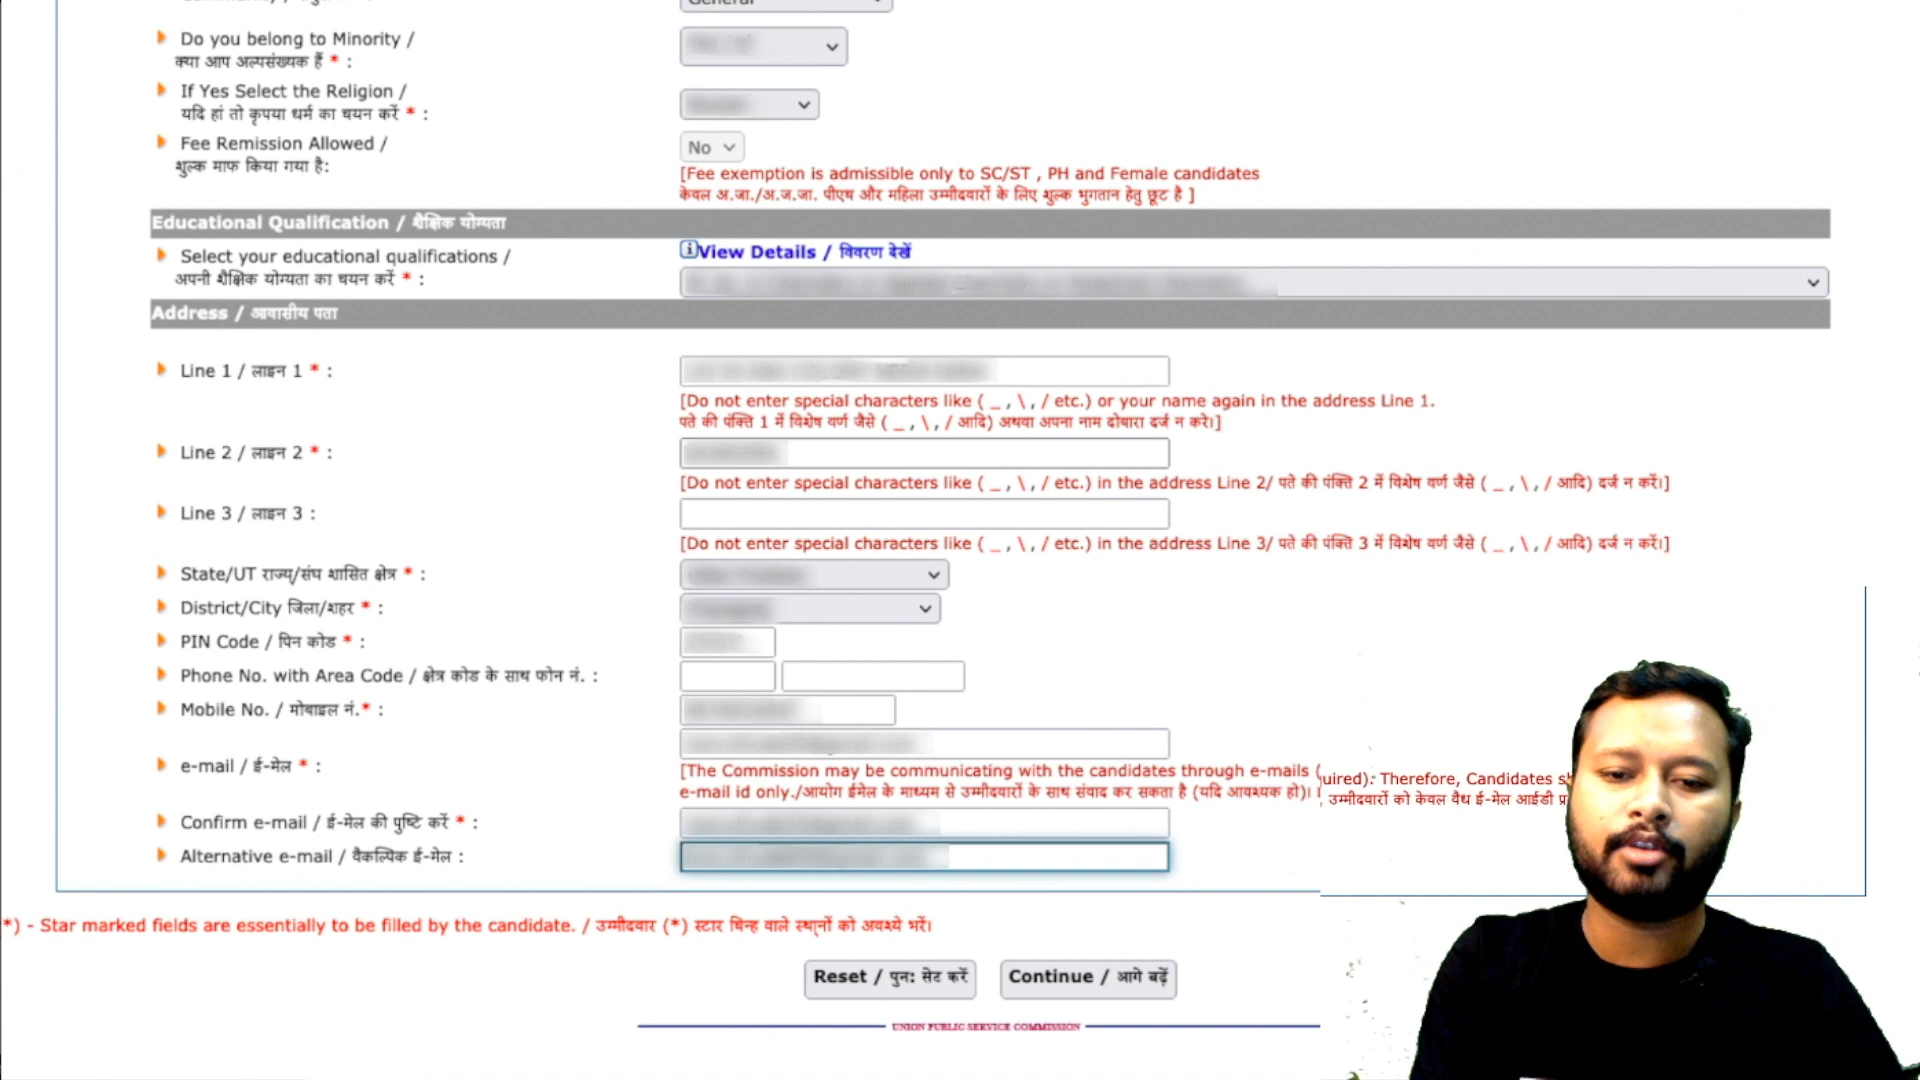 General
Do you belong to Minority /
क्या आप अल्पसंख्यक हैं * :
If Yes Select the Religion /
यदि हां तो कृपया धर्म का चयन करें * :
Fee Remission Allowed /
शुल्क माफ किया गया है:
No
[Fee exemption is admissible only to SC/ST , PH and Female candidates
केवल अ.जा./अ.ज.जा. पीएच और महिला उम्मीदवारों के लिए शुल्क भुगतान हेतु छूट है ]
Educational Qualification / शैक्षिक योग्यता
Select your educational qualifications /
अपनी शैक्षिक योग्यता का चयन करें * :
View Details / विवरण देखें
Address / आवासीय पता
Line 1 / लाइन 1 * :
[Do not enter special characters like ( _ , \ , / etc.) or your name again in the address Line 1.
पते की पंक्ति 1 में विशेष वर्ण जैसे ( _ , \ , / आदि) अथवा अपना नाम दोबारा दर्ज न करे।]
Line 2 / लाइन 2 * :
[Do not enter special characters like ( _ , \ , / etc.) in the address Line 2/ पते की पंक्ति 2 में विशेष वर्ण जैसे ( _ , \ , / आदि) दर्ज न करें।]
Line 3 / लाइन 3 :
[Do not enter special characters like ( _ , \ , / etc.) in the address Line 3/ पते की पंक्ति 3 में विशेष वर्ण जैसे ( _ , \ , / आदि) दर्ज न करें।]
State/UT राज्य/संघ शासित क्षेत्र * :
District/City जिला/शहर * :
PIN Code / पिन कोड * :
Phone No. with Area Code / क्षेत्र कोड के साथ फोन नं. :
Mobile No. / मोबाइल नं.* :
e-mail / ई-मेल * :
[The Commission may be communicating with the candidates through e-mails ( uired). Therefore, Candidates
e-mail id only./आयोग ईमेल के माध्यम से उम्मीदवारों के साथ संवाद कर सकता है (यदि आवश्यक हो)। उम्मीदवारों को केवल वैध ई-मेल आईडी
Confirm e-mail / ई-मेल की पुष्टि करें * :
Alternative e-mail / वैकल्पिक ई-मेल :
*) - Star marked fields are essentially to be filled by the candidate. / उम्मीदवार (*) स्टार चिन्ह वाले स्थानों को अवश्ये भरें।
Reset / पुन: सेट करें
Continue / आगे बढ़ें
UNION PUBLIC SERVICE COMMISSION